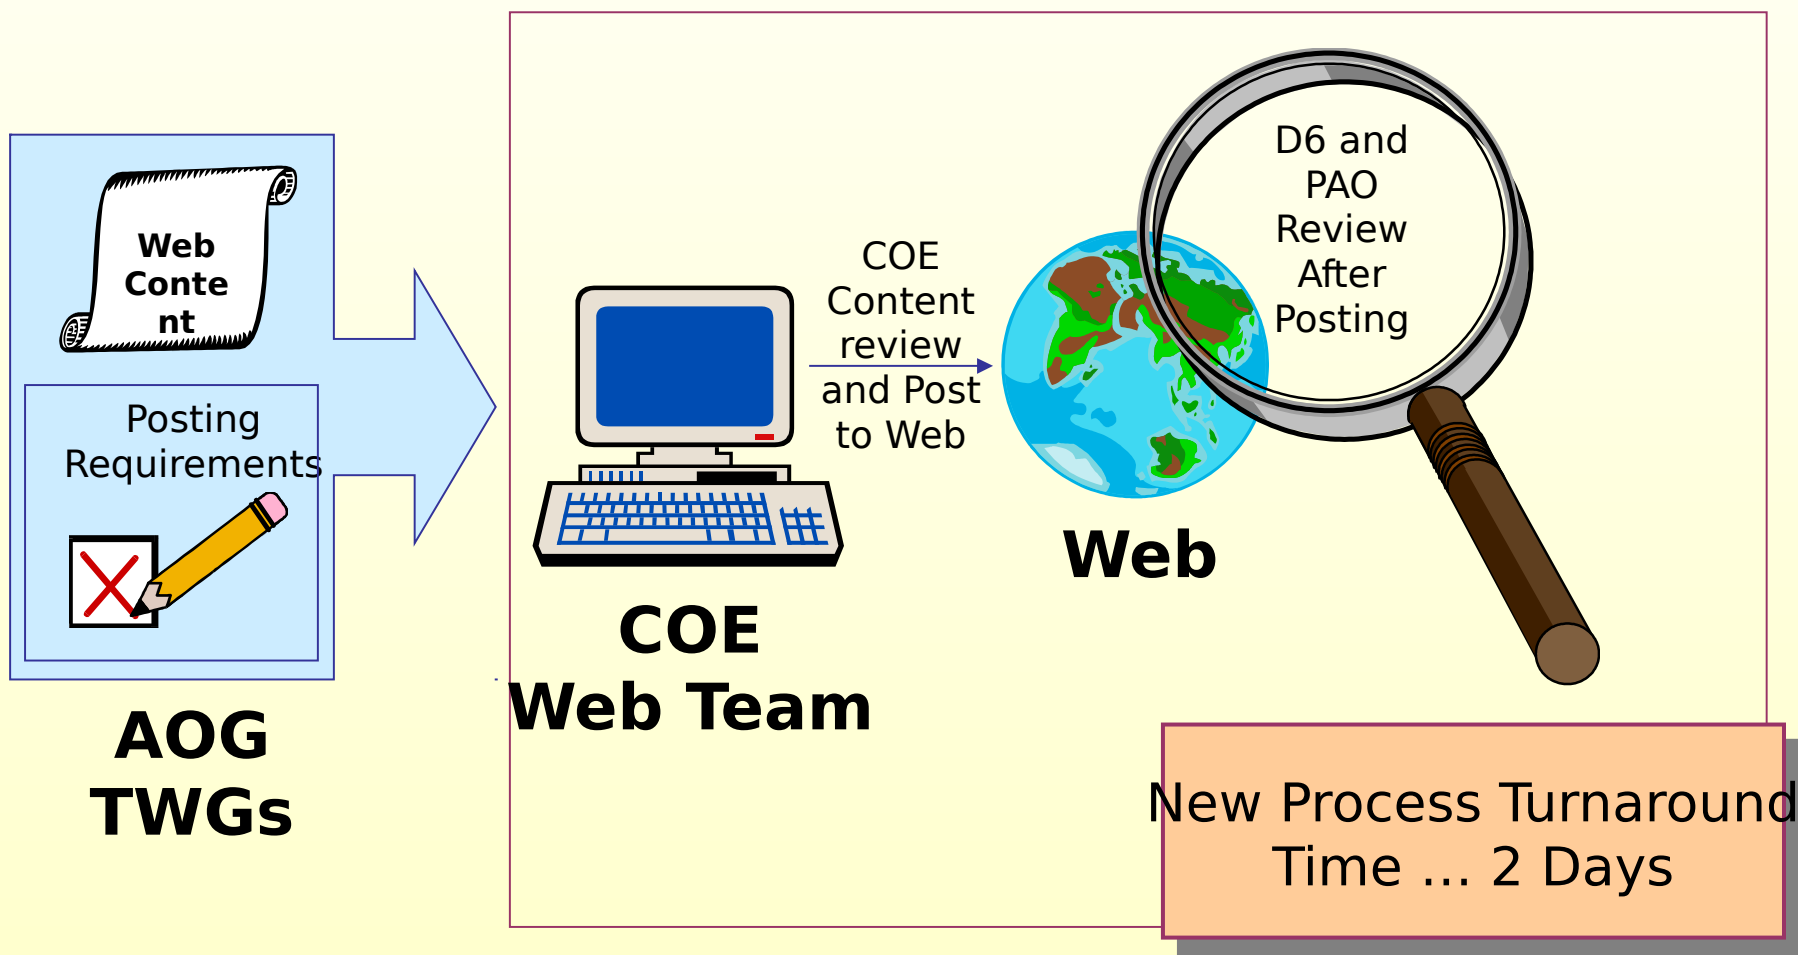 Web
Conte
nt
Posting
Requirements
AOG
TWGs
COE
Web Team
COE
Content
review
and Post
to Web
Web
D6 and
PAO
Review
After
Posting
New Process Turnaround
Time ... 2 Days